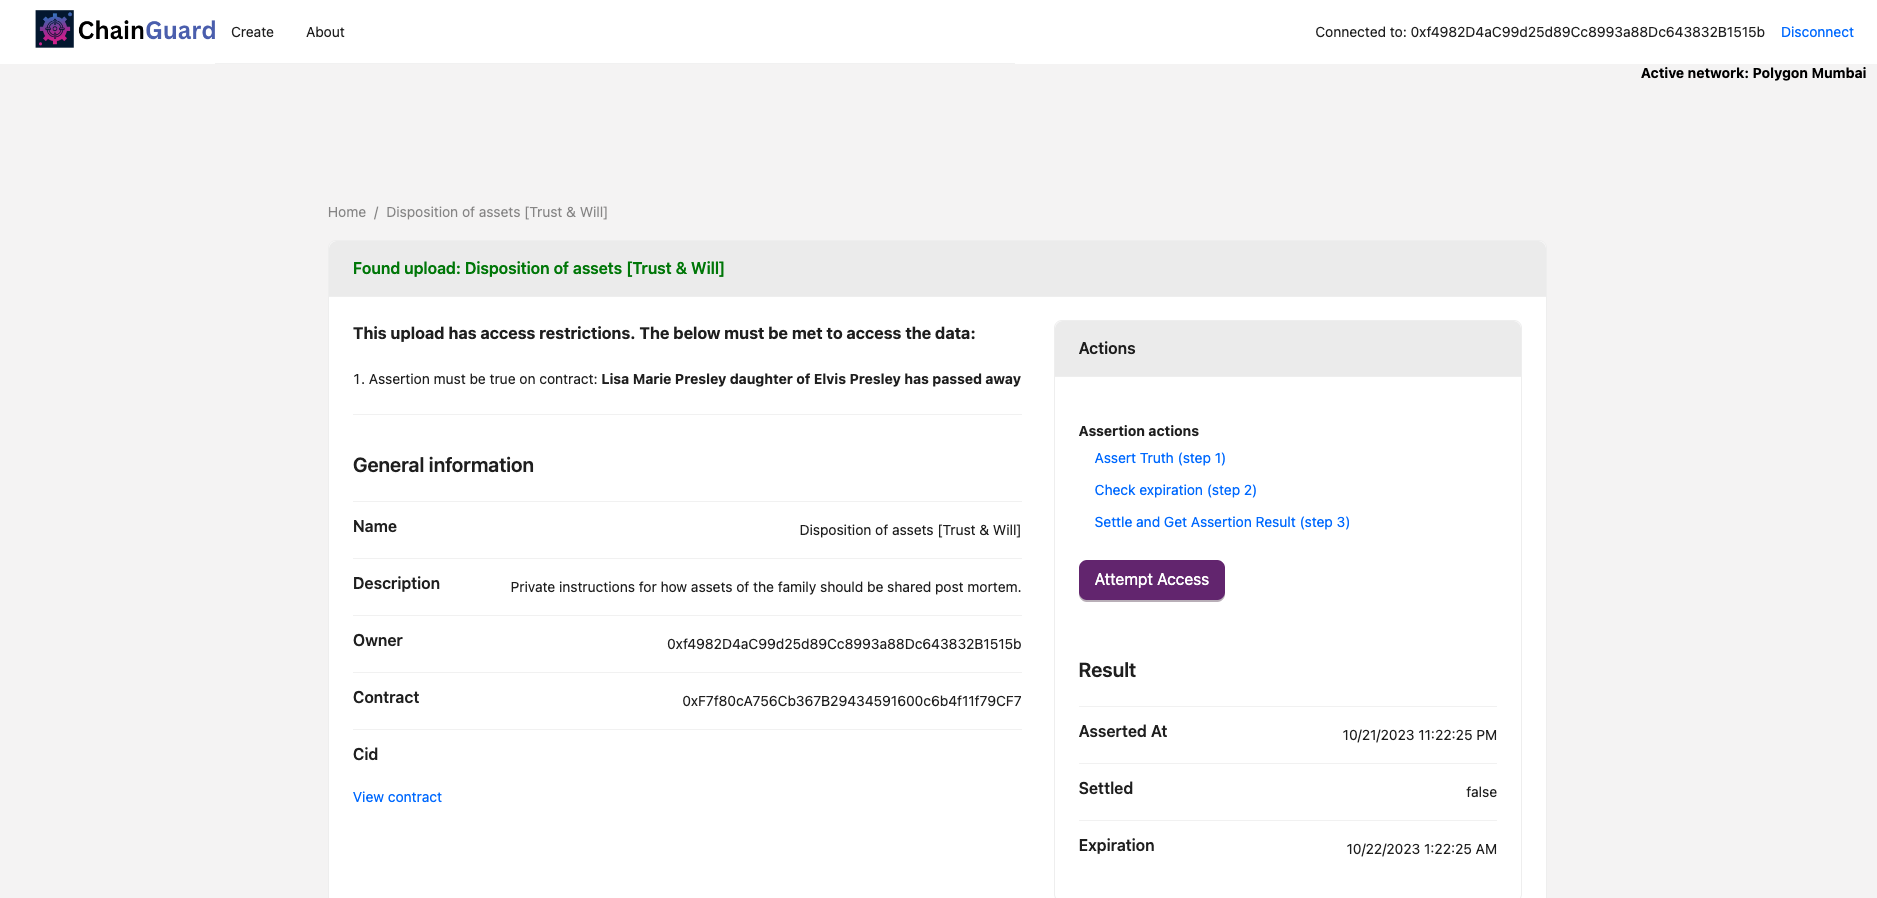 ChainGuard
Create
About
Connected to: 0xf4982D4aC99d25d89Cc8993a88Dc643832B1515b
Disconnect
Active network: Polygon Mumbai
Home / Disposition of assets [Trust & Will]
Found upload: Disposition of assets [Trust & Will]
This upload has access restrictions. The below must be met to access the data:
1. Assertion must be true on contract: Lisa Marie Presley daughter of Elvis Presley has passed away
General information
Name
Disposition of assets [Trust & Will]
Description
Private instructions for how assets of the family should be shared post mortem.
Owner
0xf4982D4aC99d25d89Cc8993a88Dc643832B1515b
Contract
0xF7f80cA756Cb367B29434591600c6b4f11f79CF7
Cid
View contract
Actions
Assertion actions
Assert Truth (step 1)
Check expiration (step 2)
Settle and Get Assertion Result (step 3)
Attempt Access
Result
Asserted At
10/21/2023 11:22:25 PM
Settled
false
Expiration
10/22/2023 1:22:25 AM